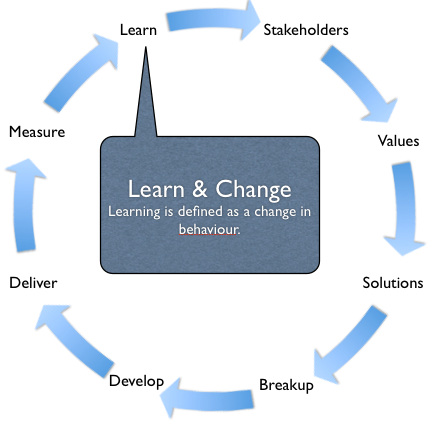 Learn
Stakeholders
Values
Solutions
Breakup
Develop
Deliver
Measure
Learn & Change
Learning is defined as a change in
behaviour.